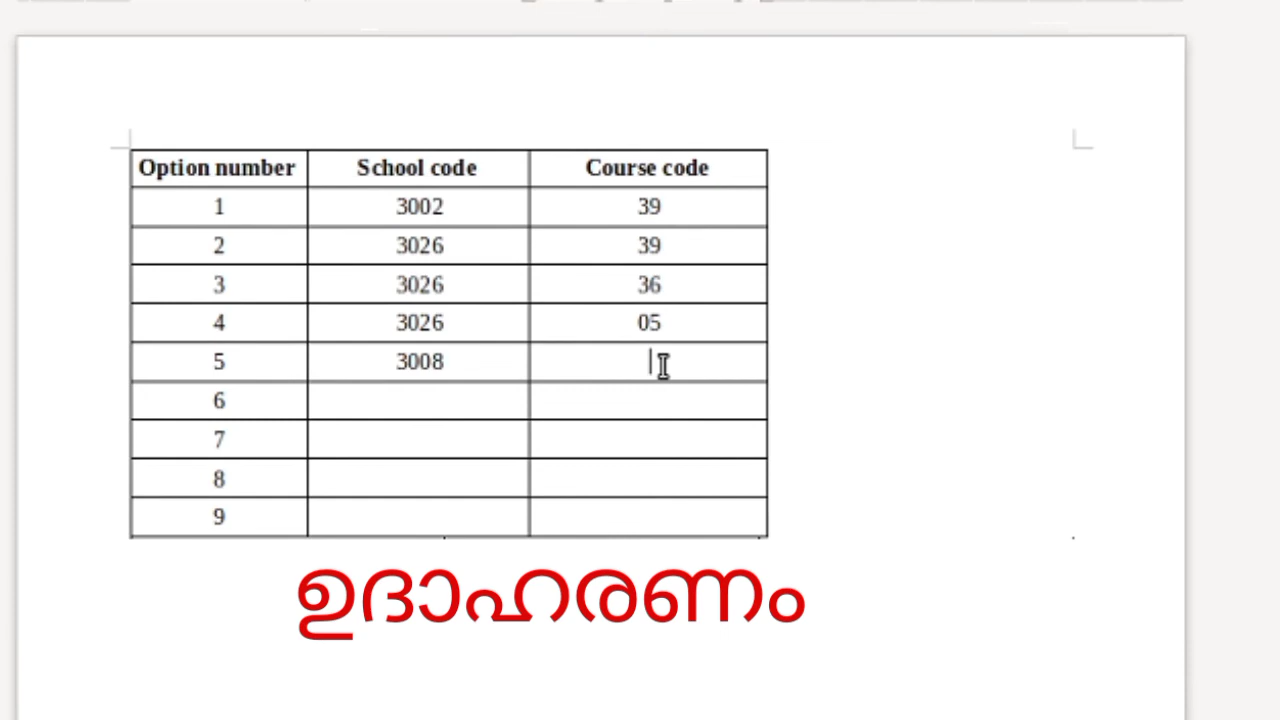 Option number School code Course code
1 3002 39
2 3026 39
3 3026 36
4 3026 05
5 3008
6
7
8
9
ഉദാഹരണം